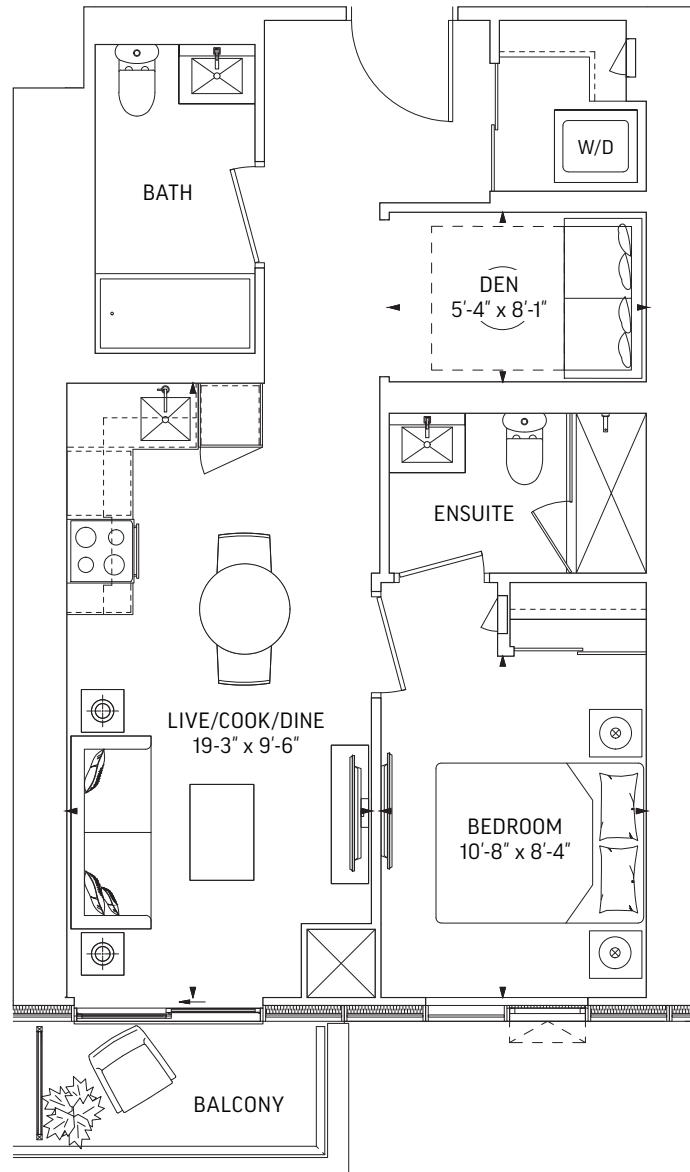 BATH
W/D
DEN
5'-4" x 8'-1"
ENSUITE
LIVE/COOK/DINE
19-3" x 9'-6"
BEDROOM
10'-8" x 8'-4"
BALCONY